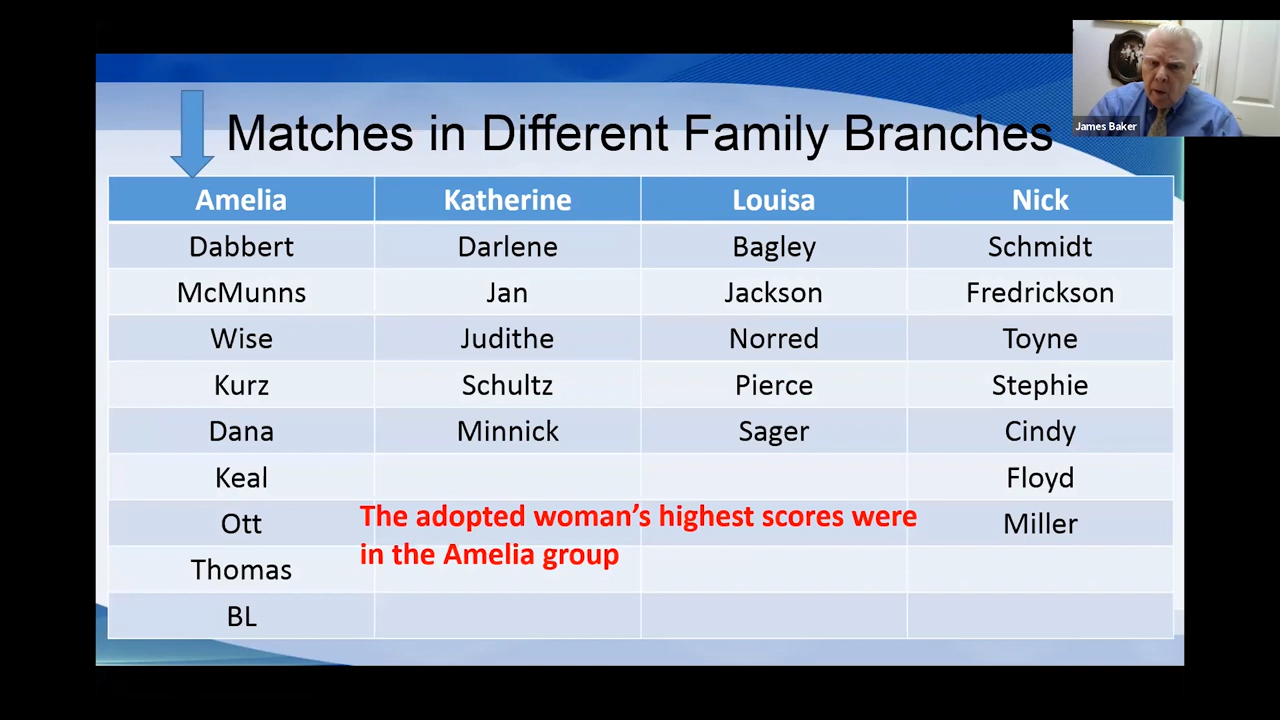 Matches in Different Family Branches
James Baker
Amelia Katherine Louisa Nick
Dabbert Darlene Bagley Schmidt
McMunns Jan Jackson Fredrickson
Wise Judithe Norred Toyne
Kurz Schultz Pierce Stephie
Dana Minnick Sager Cindy
Keal Floyd
Ott Miller
The adopted woman's highest scores were
in the Amelia group
Thomas
BL